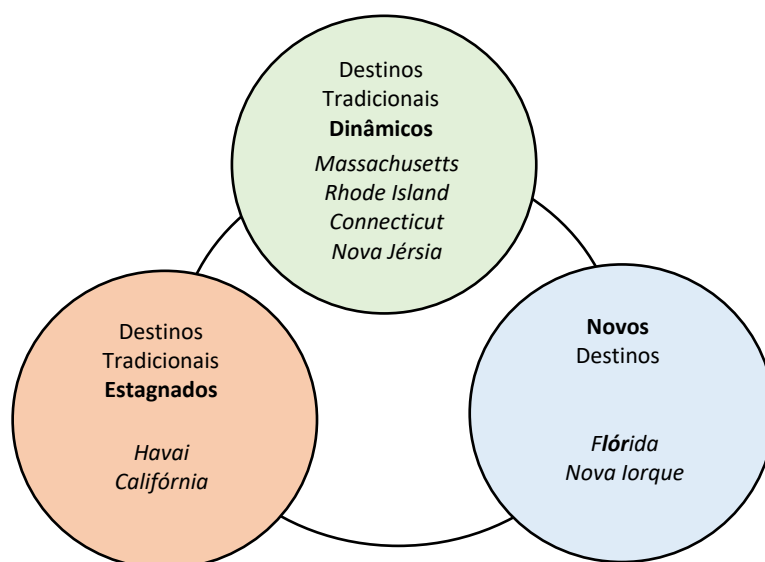 Destinos
Tradicionais
Dinâmicos
Massachusetts
Rhode Island
Connecticut
Nova Jérsia
Destinos
Tradicionais
Estagnados
Havai
Califórnia
Novos
Destinos
Flórida
Nova Iorque